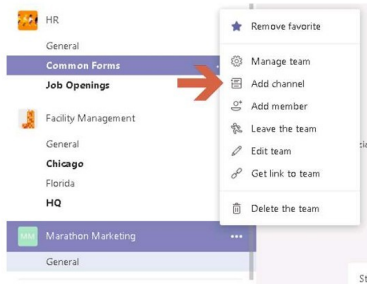 HR
General
Common Forms
Job Openings
Facility Management
General
Chicago
Florida
HQ
MM Marathon Marketing
General
Remove favorite
Manage team
Add channel
Add member
Leave the team
Edit team
Get link to team
Delete the team
St